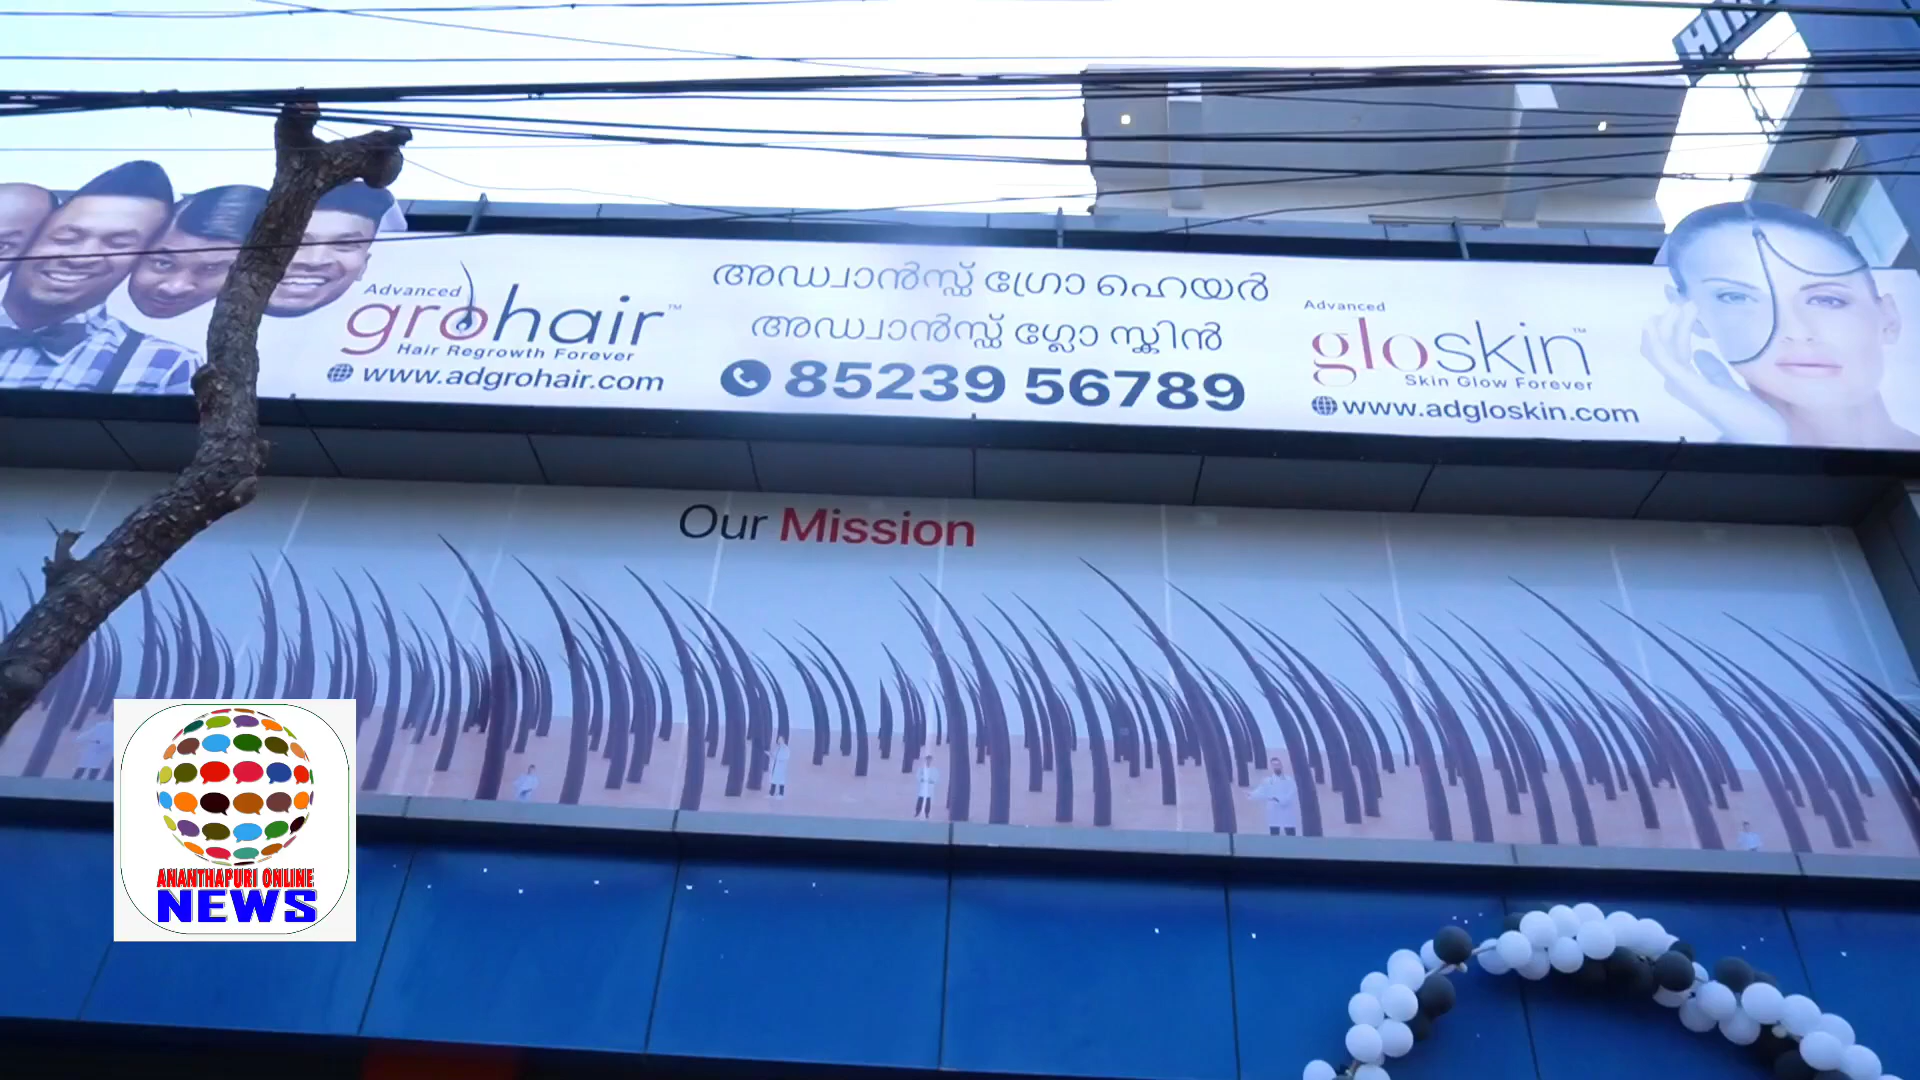 HIN
Advanced
grohair™
Hair Regrowth Forever
www.adgrohair.com
അഡ്വാൻസ്ഡ് ഗ്രോ ഹെയർ
അഡ്വാൻസ്ഡ് ഗ്ലോ സ്കിൻ
85239 56789
Advanced
gloskin™
Skin Glow Forever
www.adgloskin.com
Our Mission
ANANTHAPURI ONLINE
NEWS